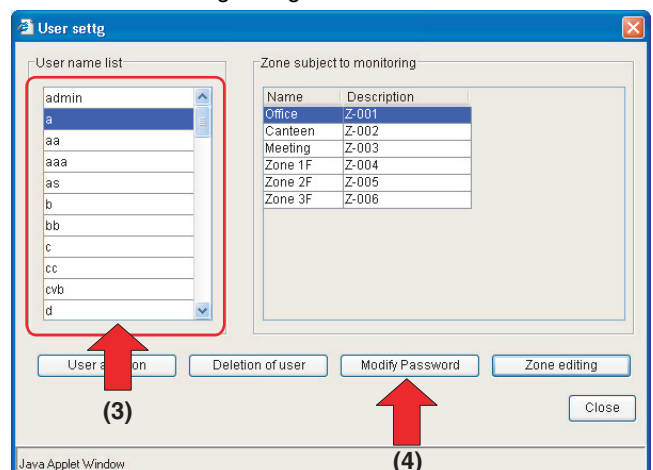 User settg
User name list
admin
a
aa
aaa
as
b
bb
c
cc
cvb
d
Zone subject to monitoring
Name Description
Office Z-001
Canteen Z-002
Meeting Z-003
Zone 1F Z-004
Zone 2F Z-005
Zone 3F Z-006
User on
Deletion of user
Modify Password
Zone editing
(3)
Close
(4)
Java Applet Window